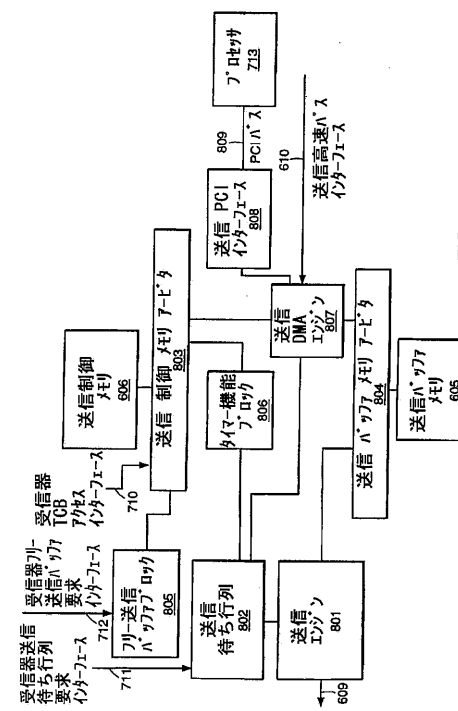 受信器送信
待ち行列
要求
インターフェース
711
受信器フリー
送信バッファ
要求
インターフェース
712
受信器
TCB
アクセス
インターフェース
710
送信制御
メモリ
606
送信 制御 メモリ アービタ
803
フリー送信
バッファブロック
805
タイマー機能
ブロック
806
送信
待ち行列
802
送信
エンジン
801
609
送信 PCI
インターフェース
808
809
PCIバス
プロセッサ
713
送信
DMA
エンジン
807
610
送信高速バス
インターフェース
送信 バッファ メモリ アービタ
804
送信バッファ
メモリ
605